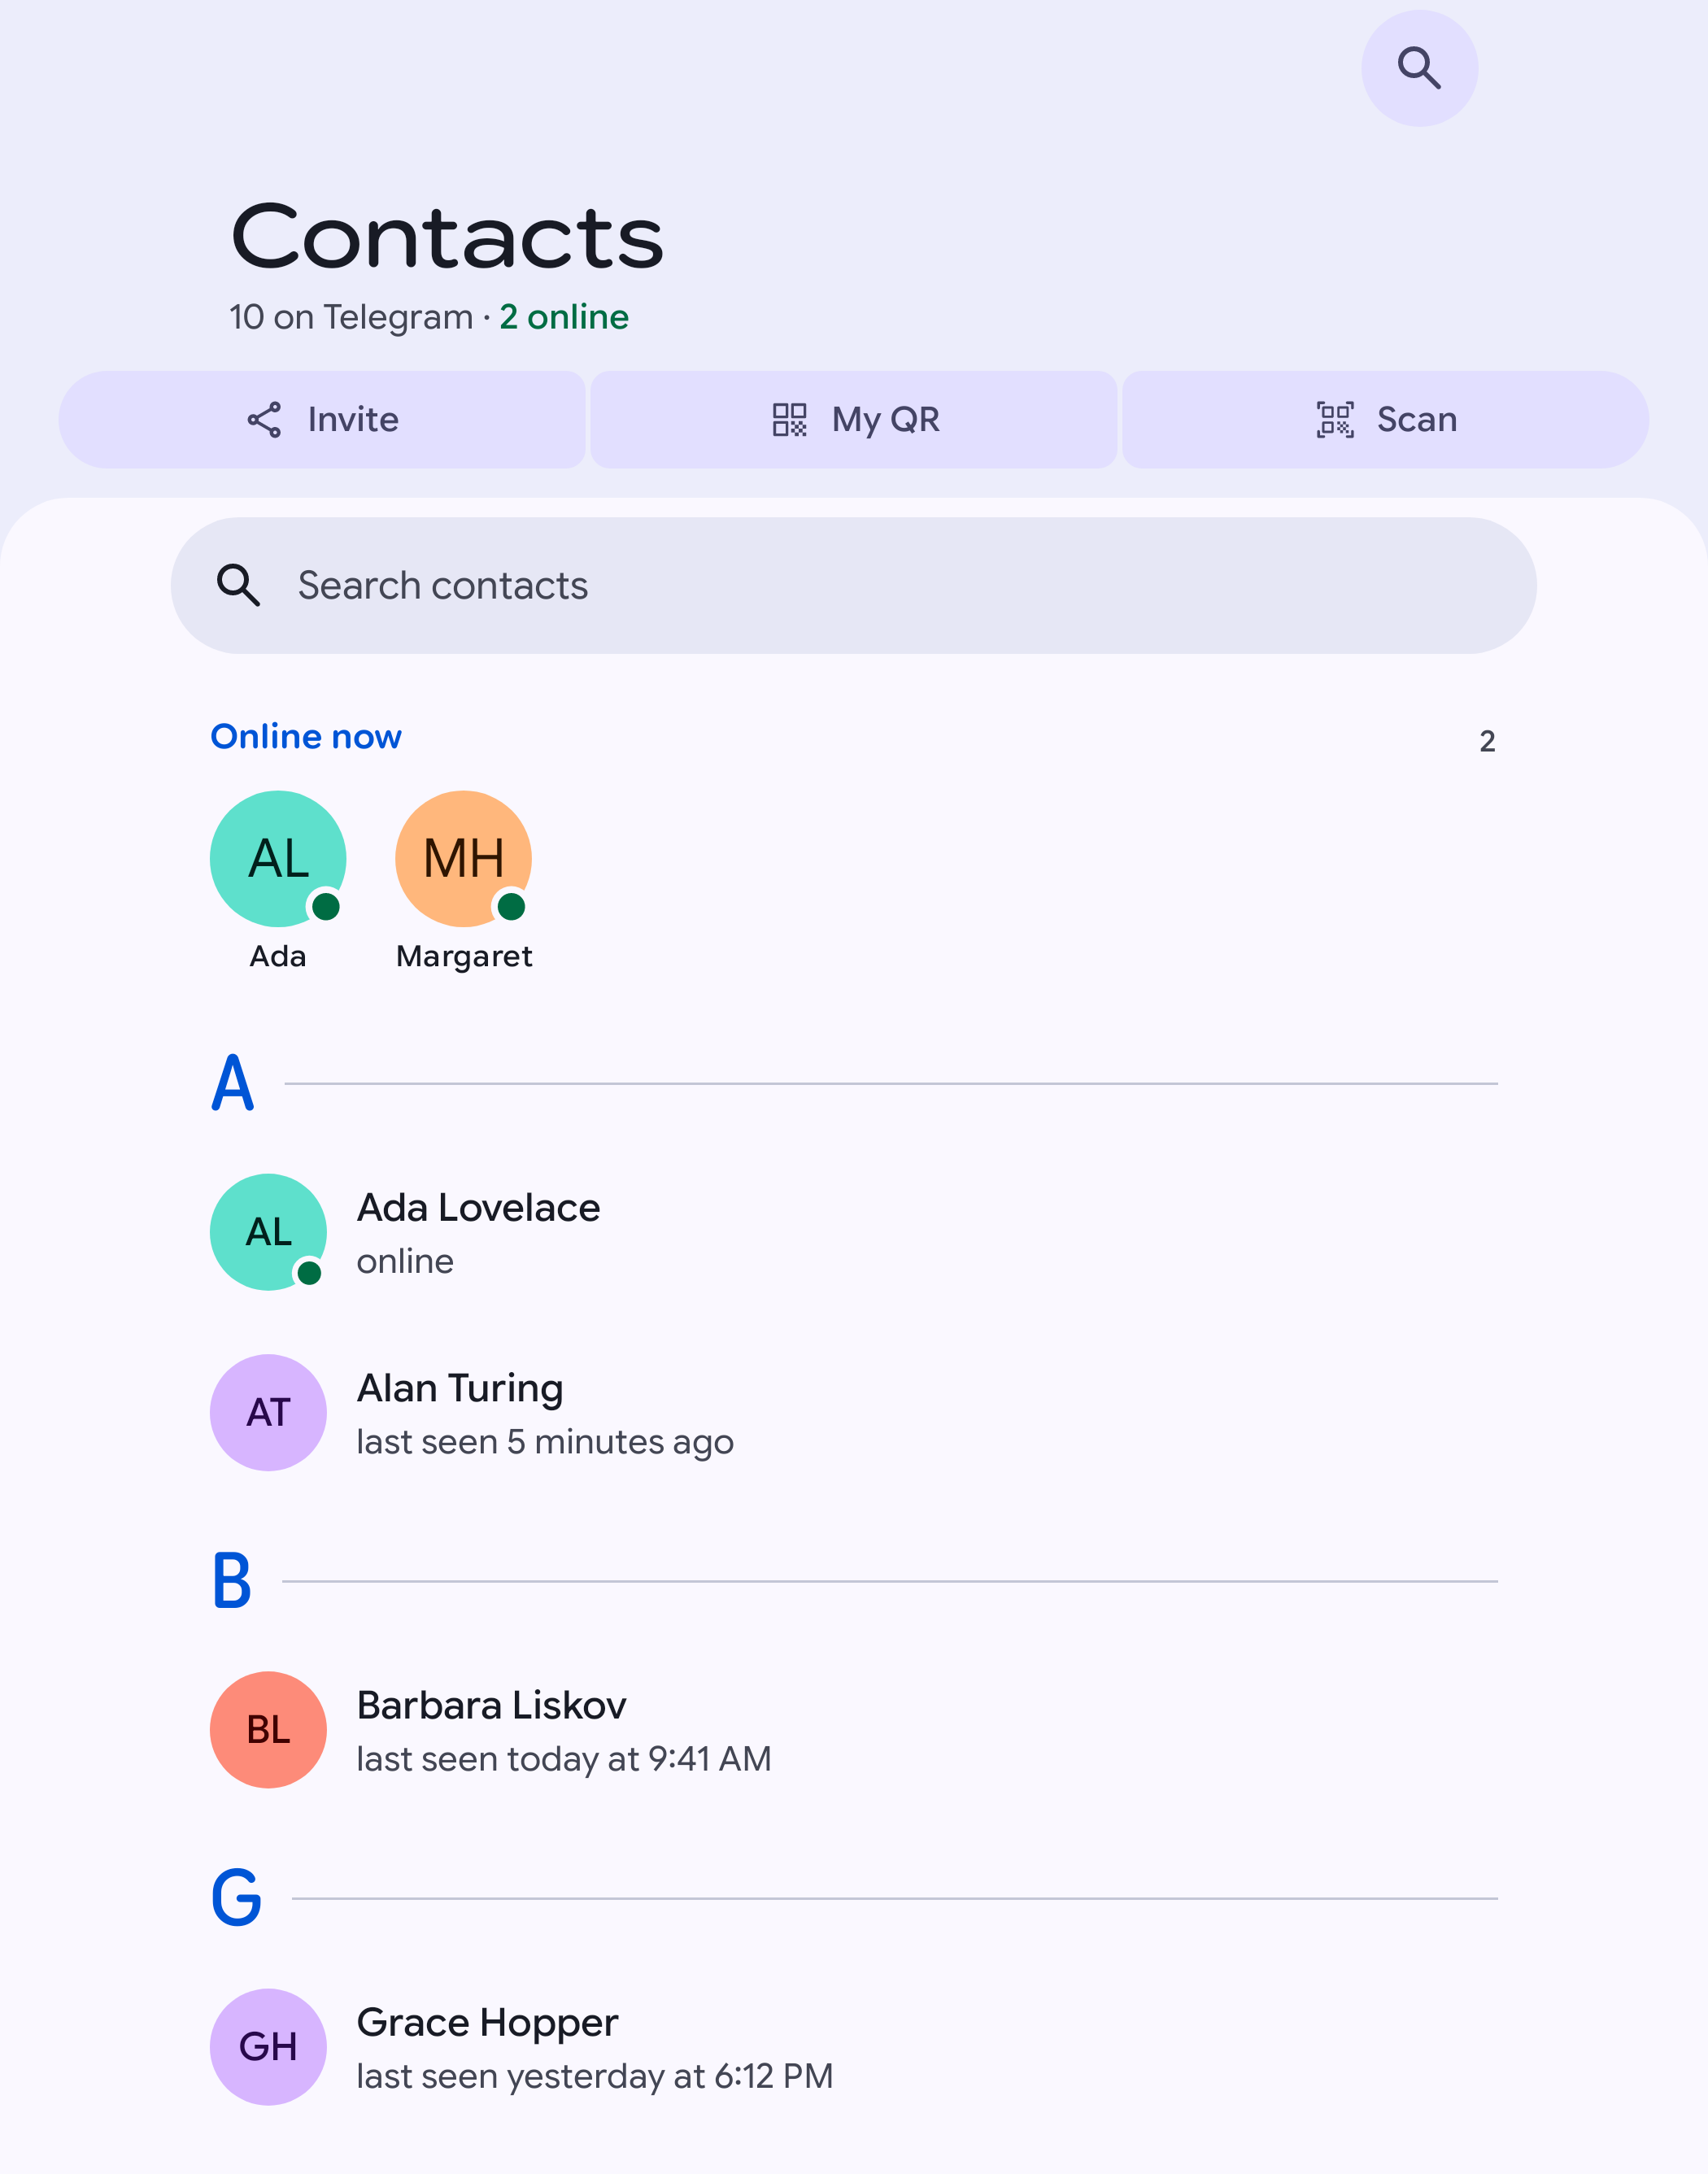 Contacts
10 on Telegram · 2 online
Invite
My QR
Scan
Search contacts
Online now
2
AL
MH
Ada
Margaret
A
AL
Ada Lovelace
online
AT
Alan Turing
last seen 5 minutes ago
B
BL
Barbara Liskov
last seen today at 9:41 AM
G
GH
Grace Hopper
last seen yesterday at 6:12 PM